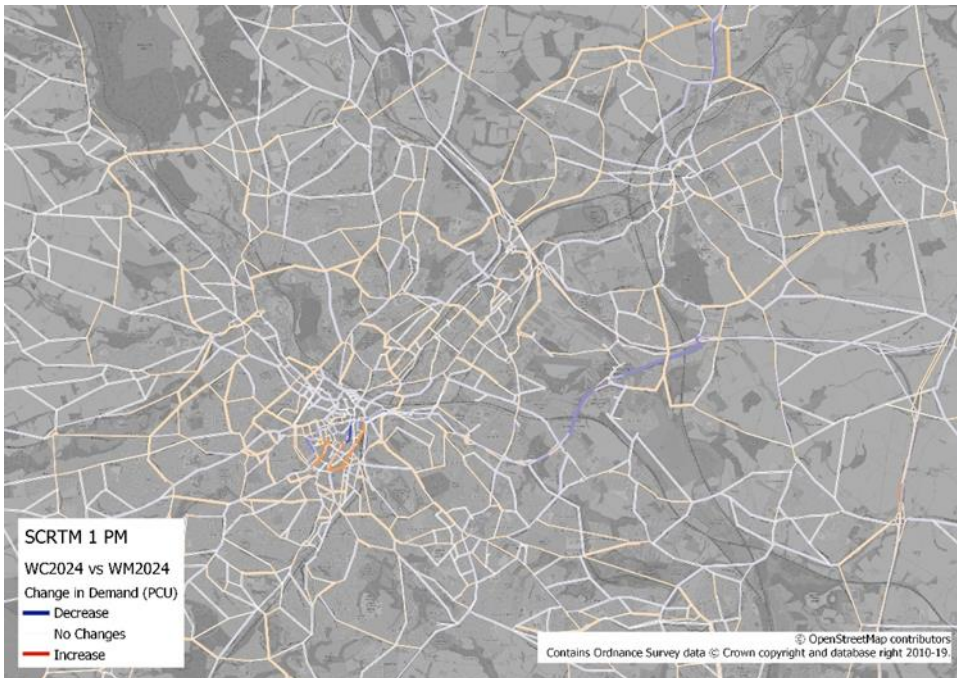 SCRTM 1 PM
WC2024 vs WM2024
Change in Demand (PCU)
Decrease
No Changes
Increase
© OpenStreetMap contributors
Contains Ordnance Survey data © Crown copyright and database right 2010-19.